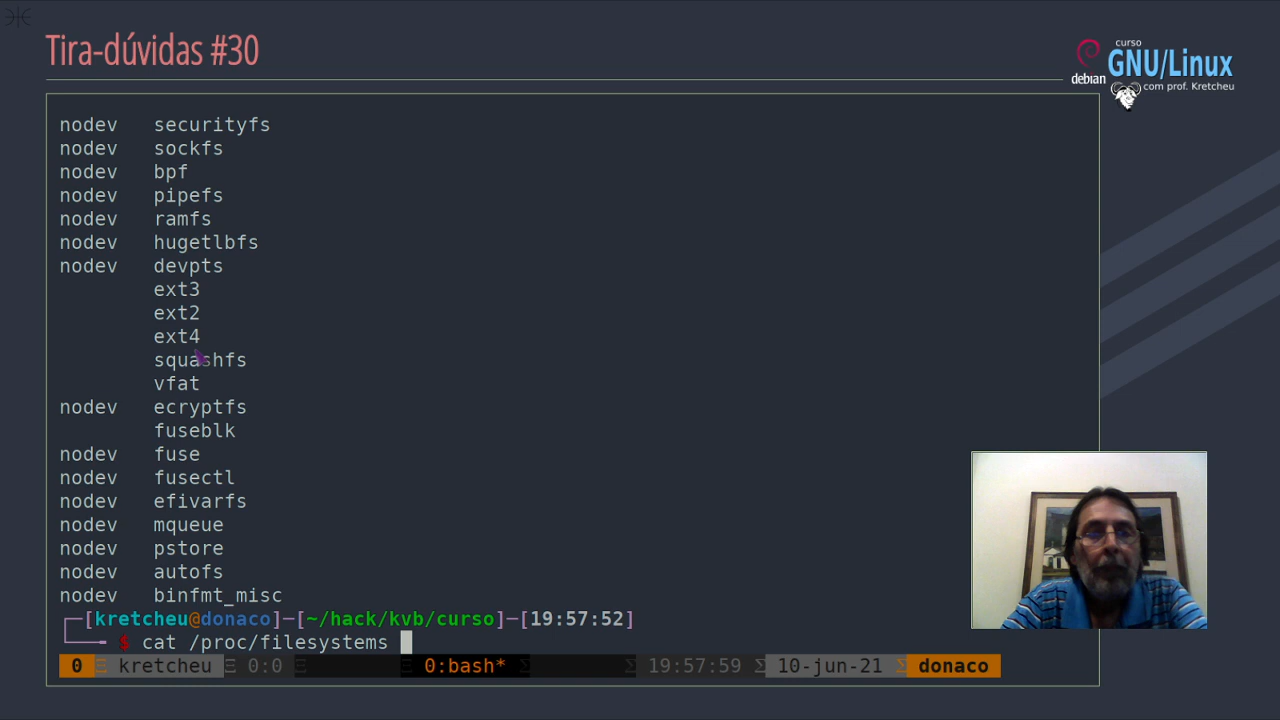 Tira-dúvidas #30
curso
GNU/Linux
debian
com prof. Kretcheu
nodev securityfs
nodev sockfs
nodev bpf
nodev pipefs
nodev ramfs
nodev hugetlbfs
nodev devpts
ext3
ext2
ext4
squashfs
vfat
nodev ecryptfs
fuseblk
nodev fuse
nodev fusectl
nodev efivarfs
nodev mqueue
nodev pstore
nodev autofs
nodev binfmt_misc
┌─[kretcheu@donaco]─[~/hack/kvb/curso]─[19:57:52]
└──╼ $ cat /proc/filesystems
0 Ξ kretcheu Ξ 0:0 Ξ 0:bash* Σ Σ 19:57:59 Σ 10-jun-21 Σ donaco